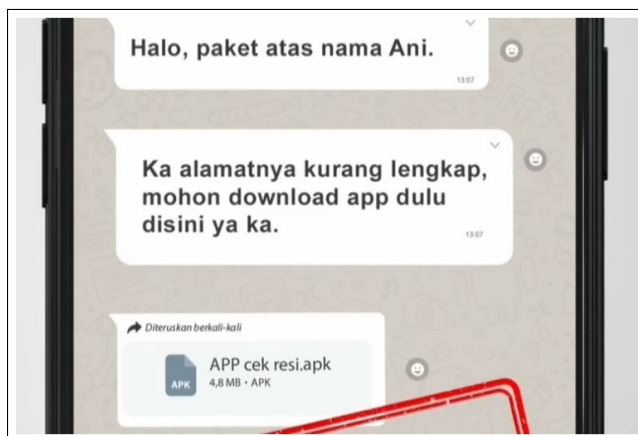 Halo, paket atas nama Ani.
13.07
Ka alamatnya kurang lengkap,
mohon download app dulu
disini ya ka.
13.07
Diteruskan berkali-kali
APP cek resi.apk
APK
4,8 MB • APK